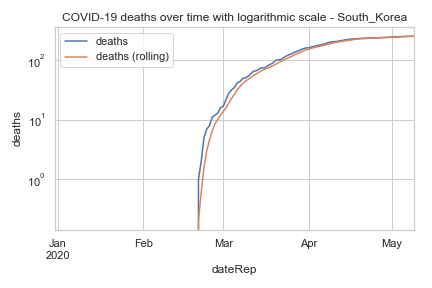 COVID-19 deaths over time with logarithmic scale - South_Korea
deaths
deaths (rolling)
10²
10¹
10⁰
deaths
Jan
2020
Feb
Mar
Apr
May
dateRep